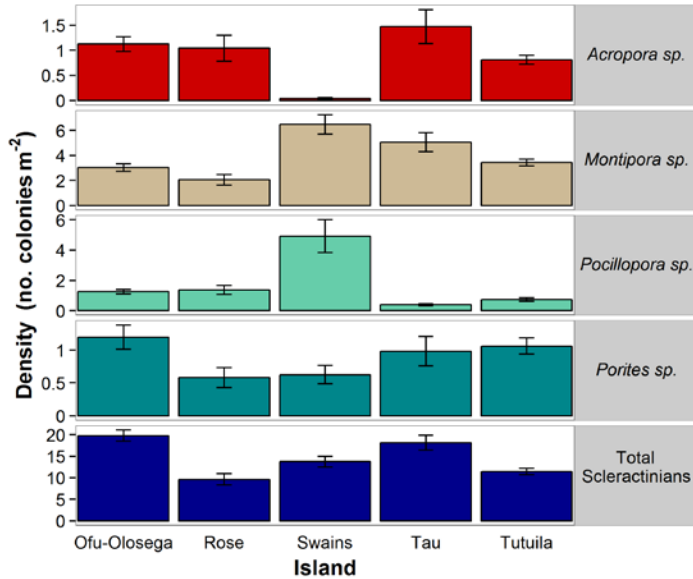 Density (no. colonies m-2)
1.5
1
0.5
0
Acropora sp.
6
4
2
0
Montipora sp.
6
4
2
0
Pocillopora sp.
1
0.5
0
Porites sp.
20
15
10
5
0
Total
Scleractinians
Ofu-Olosega Rose Swains Tau Tutuila
Island